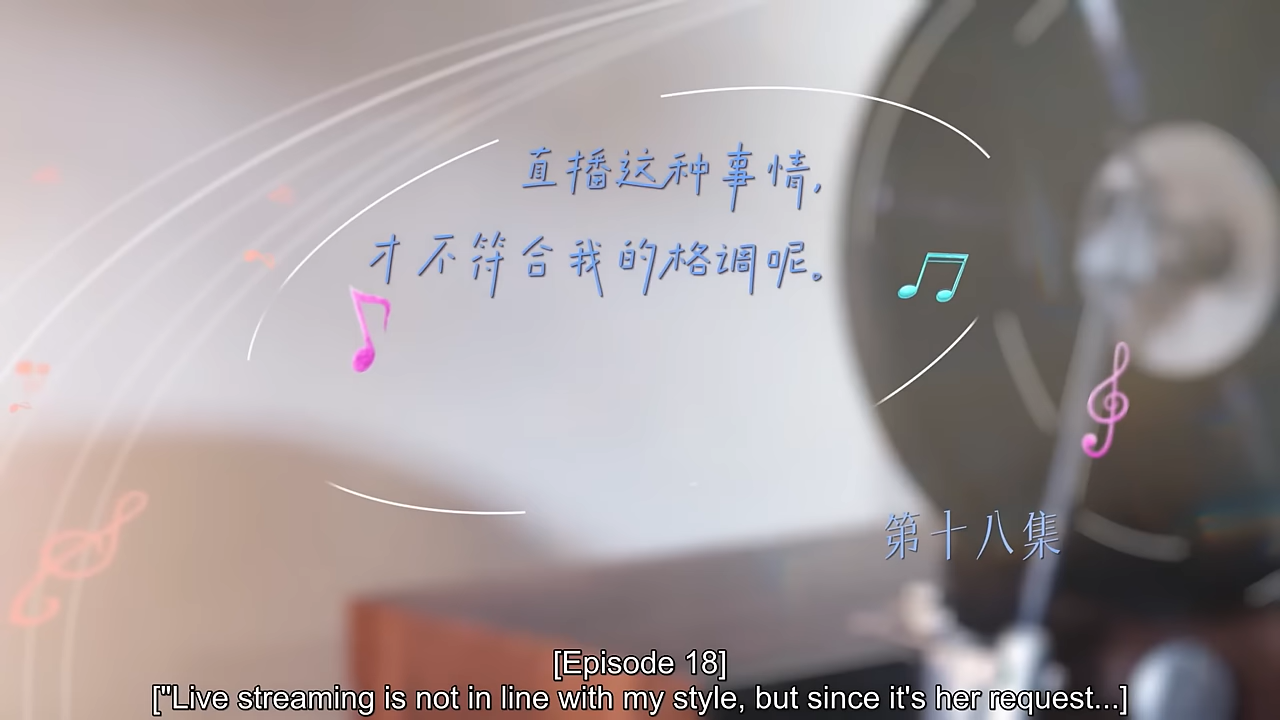 直播这种事情,
才不符合我的格调呢。
第十八集
[Episode 18]
["Live streaming is not in line with my style, but since it's her request...]